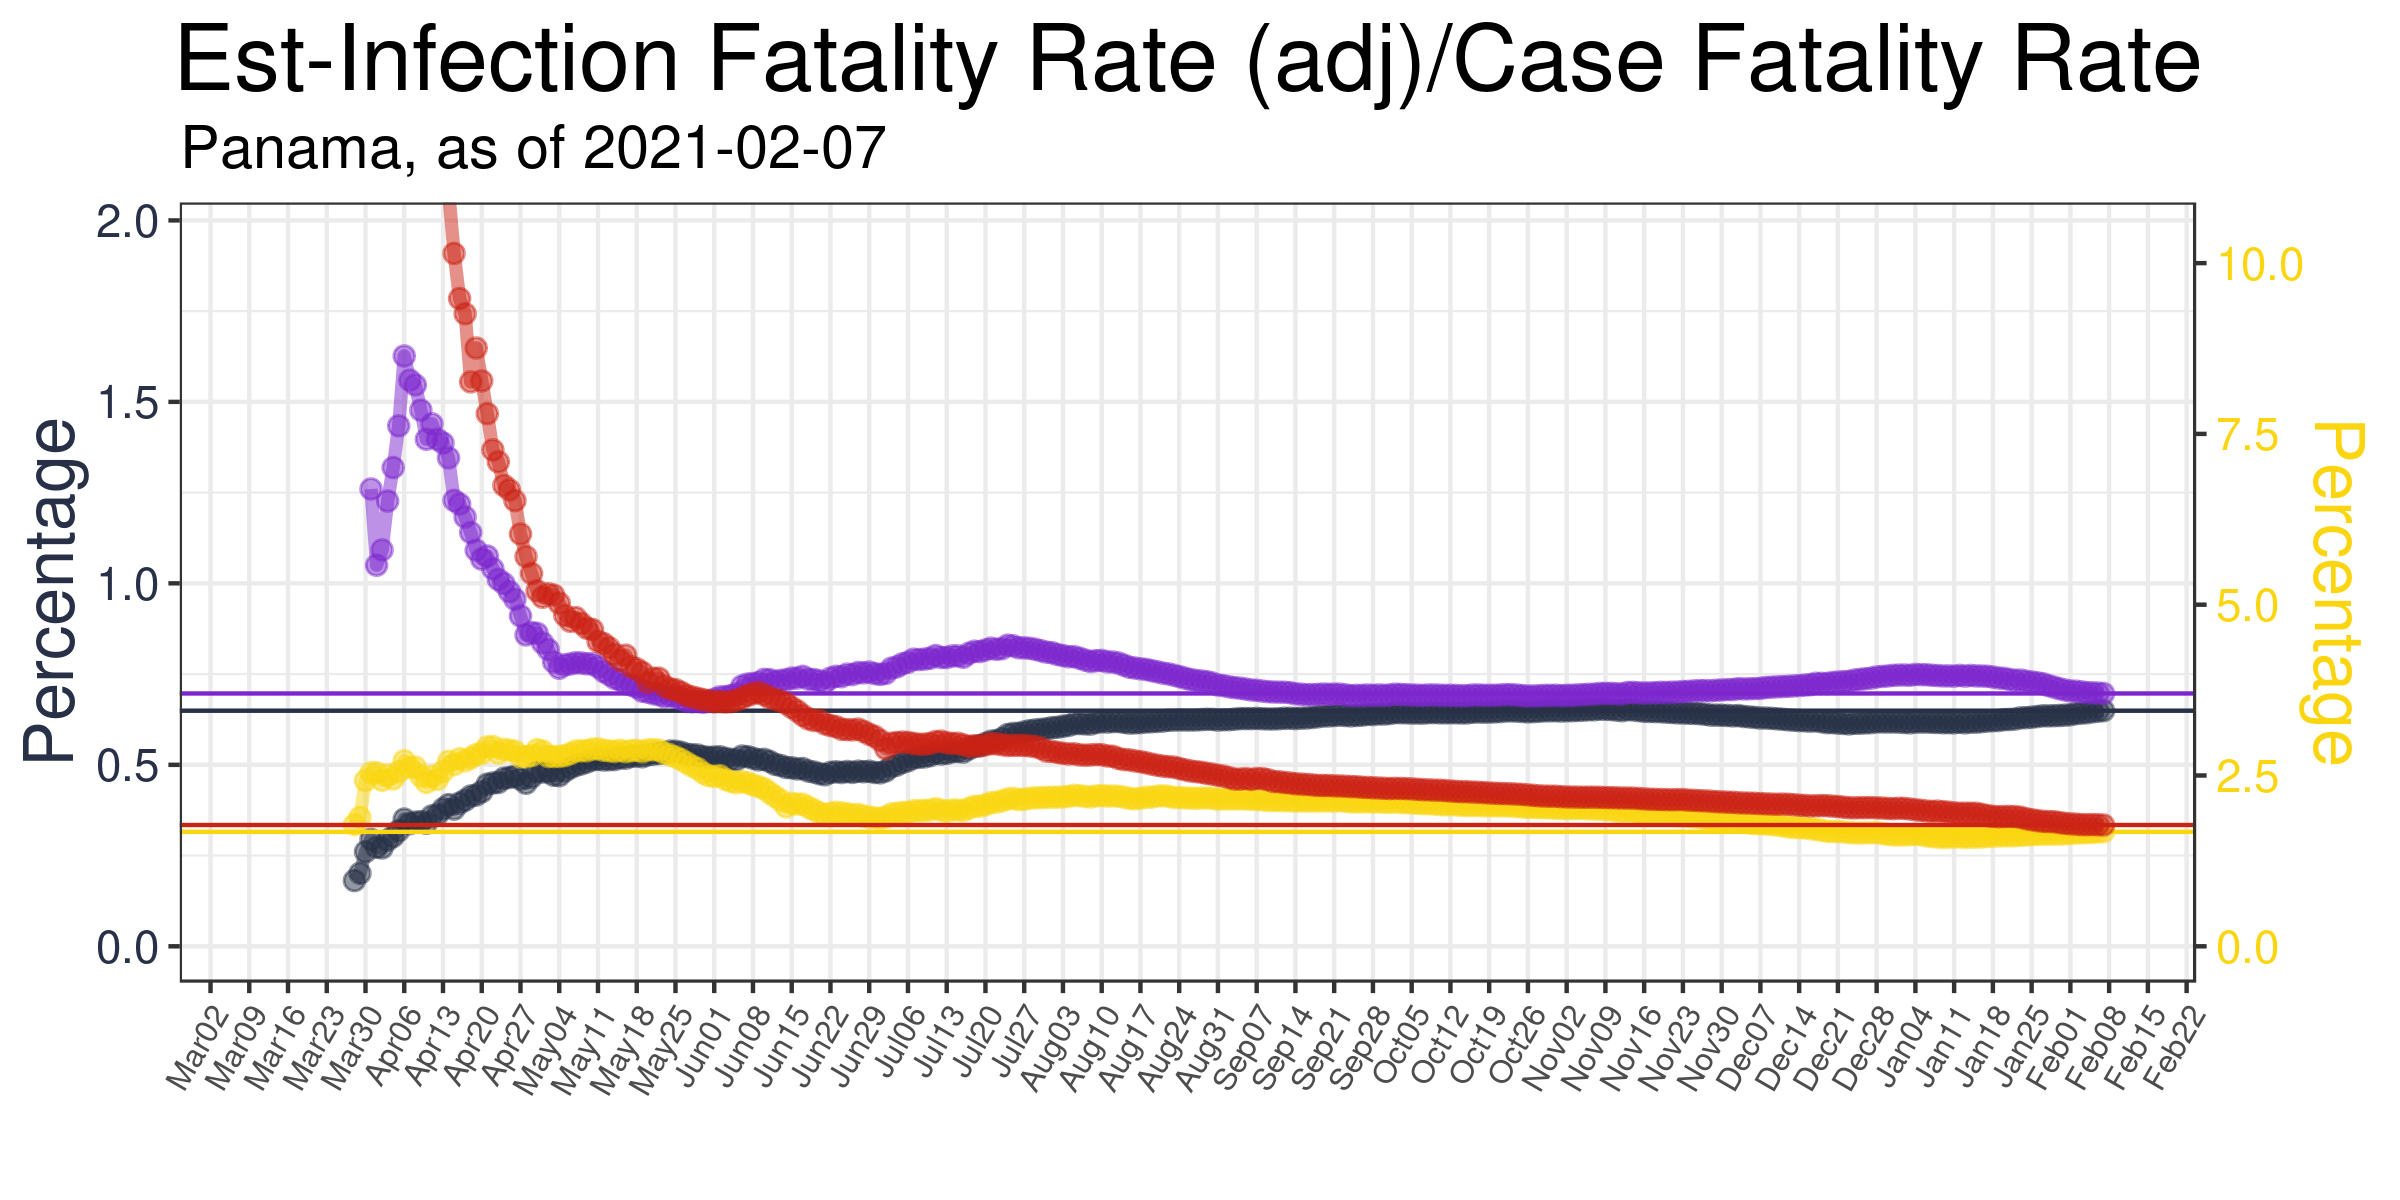 Est-Infection Fatality Rate (adj)/Case Fatality Rate
Panama, as of 2021-02-07
Percentage
2.0
1.5
1.0
0.5
0.0
10.0
7.5
5.0
2.5
0.0
Percentage
Mar02 Mar09 Mar16 Mar23 Mar30 Apr06 Apr13 Apr20 Apr27 May04 May11 May18 May25 Jun01 Jun08 Jun15 Jun22 Jun29 Jul06 Jul13 Jul20 Jul27 Aug03 Aug10 Aug17 Aug24 Aug31 Sep07 Sep14 Sep21 Sep28 Oct05 Oct12 Oct19 Oct26 Nov02 Nov09 Nov16 Nov23 Nov30 Dec07 Dec14 Dec21 Dec28 Jan04 Jan11 Jan18 Jan25 Feb01 Feb08 Feb15 Feb22